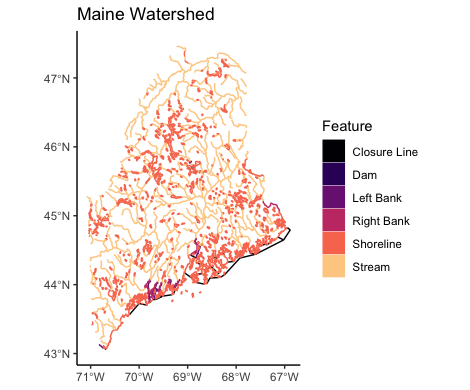 Maine Watershed
47°N
46°N
45°N
44°N
43°N
71°W
70°W
69°W
68°W
67°W
Feature
Closure Line
Dam
Left Bank
Right Bank
Shoreline
Stream